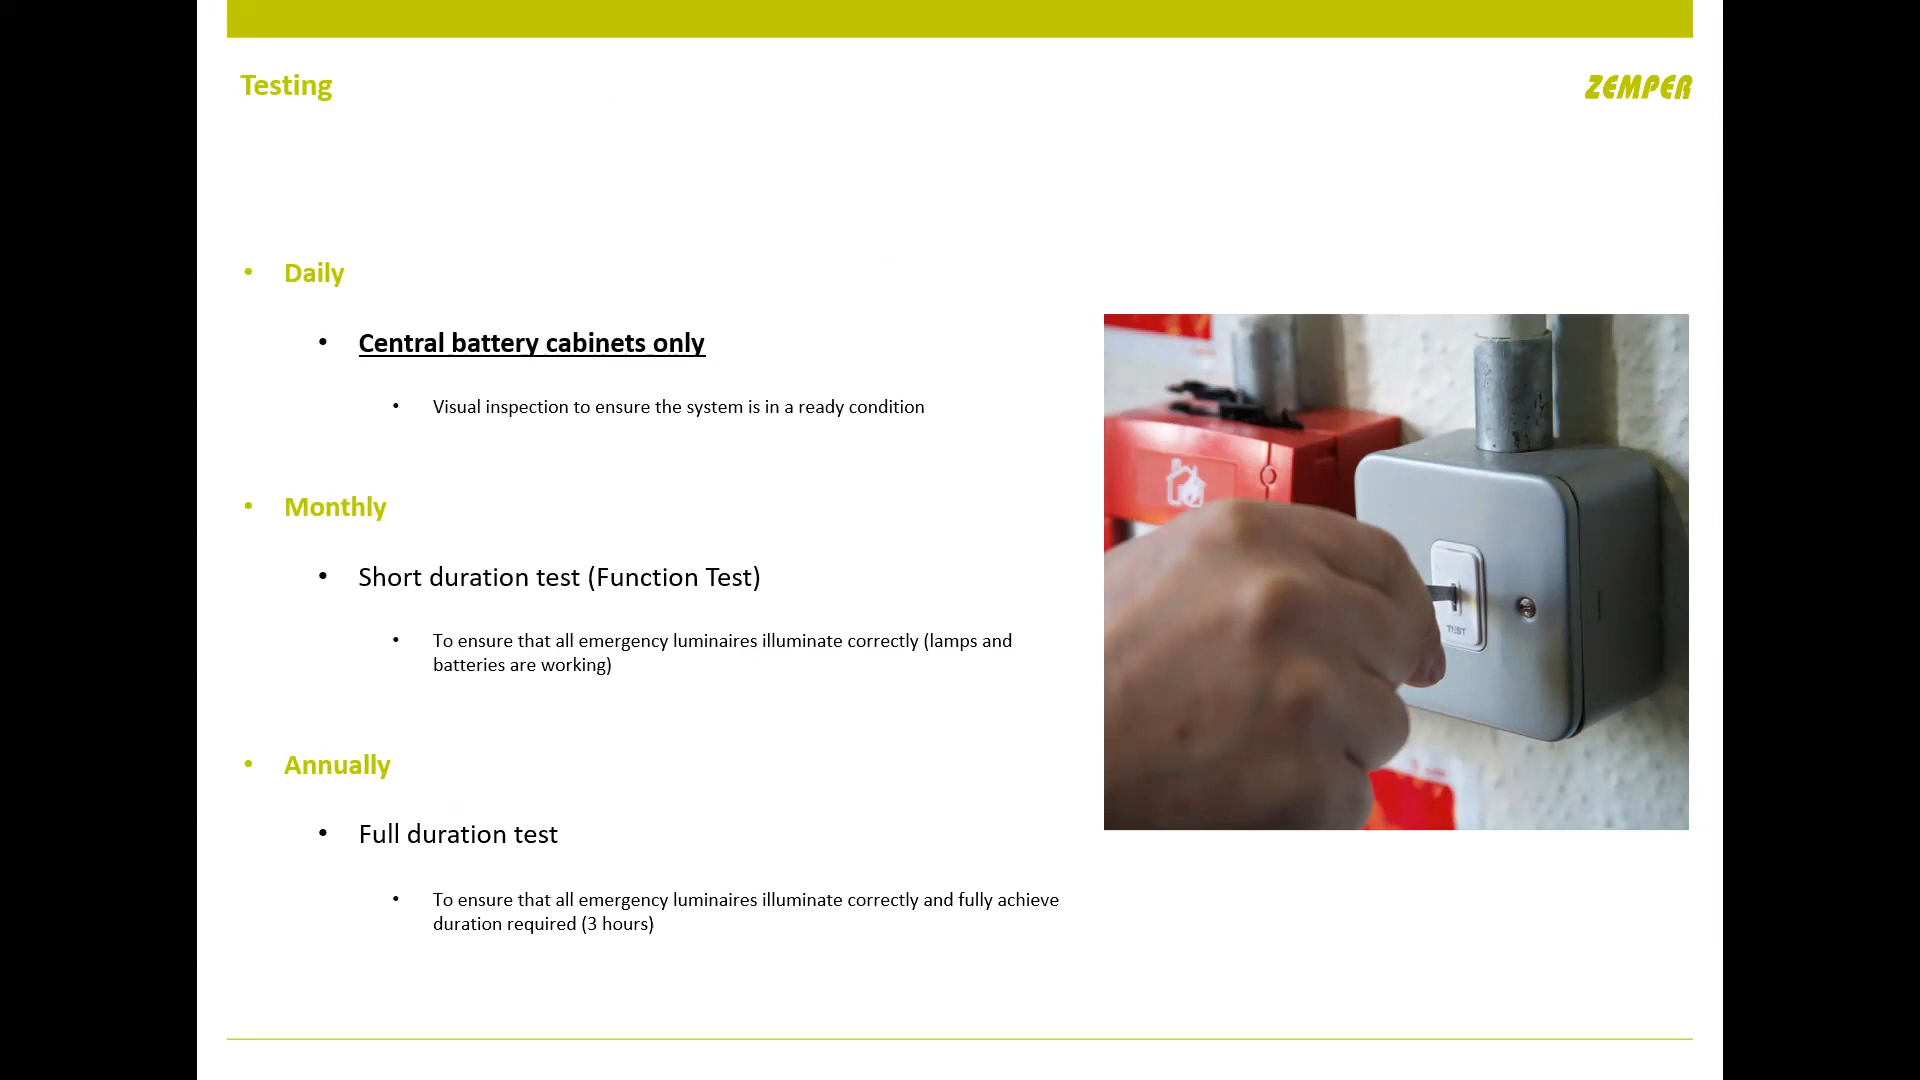 Testing
ZEMPER
• Daily
• Central battery cabinets only
• Visual inspection to ensure the system is in a ready condition
• Monthly
• Short duration test (Function Test)
• To ensure that all emergency luminaires illuminate correctly (lamps and
batteries are working)
TEST
• Annually
• Full duration test
• To ensure that all emergency luminaires illuminate correctly and fully achieve
duration required (3 hours)